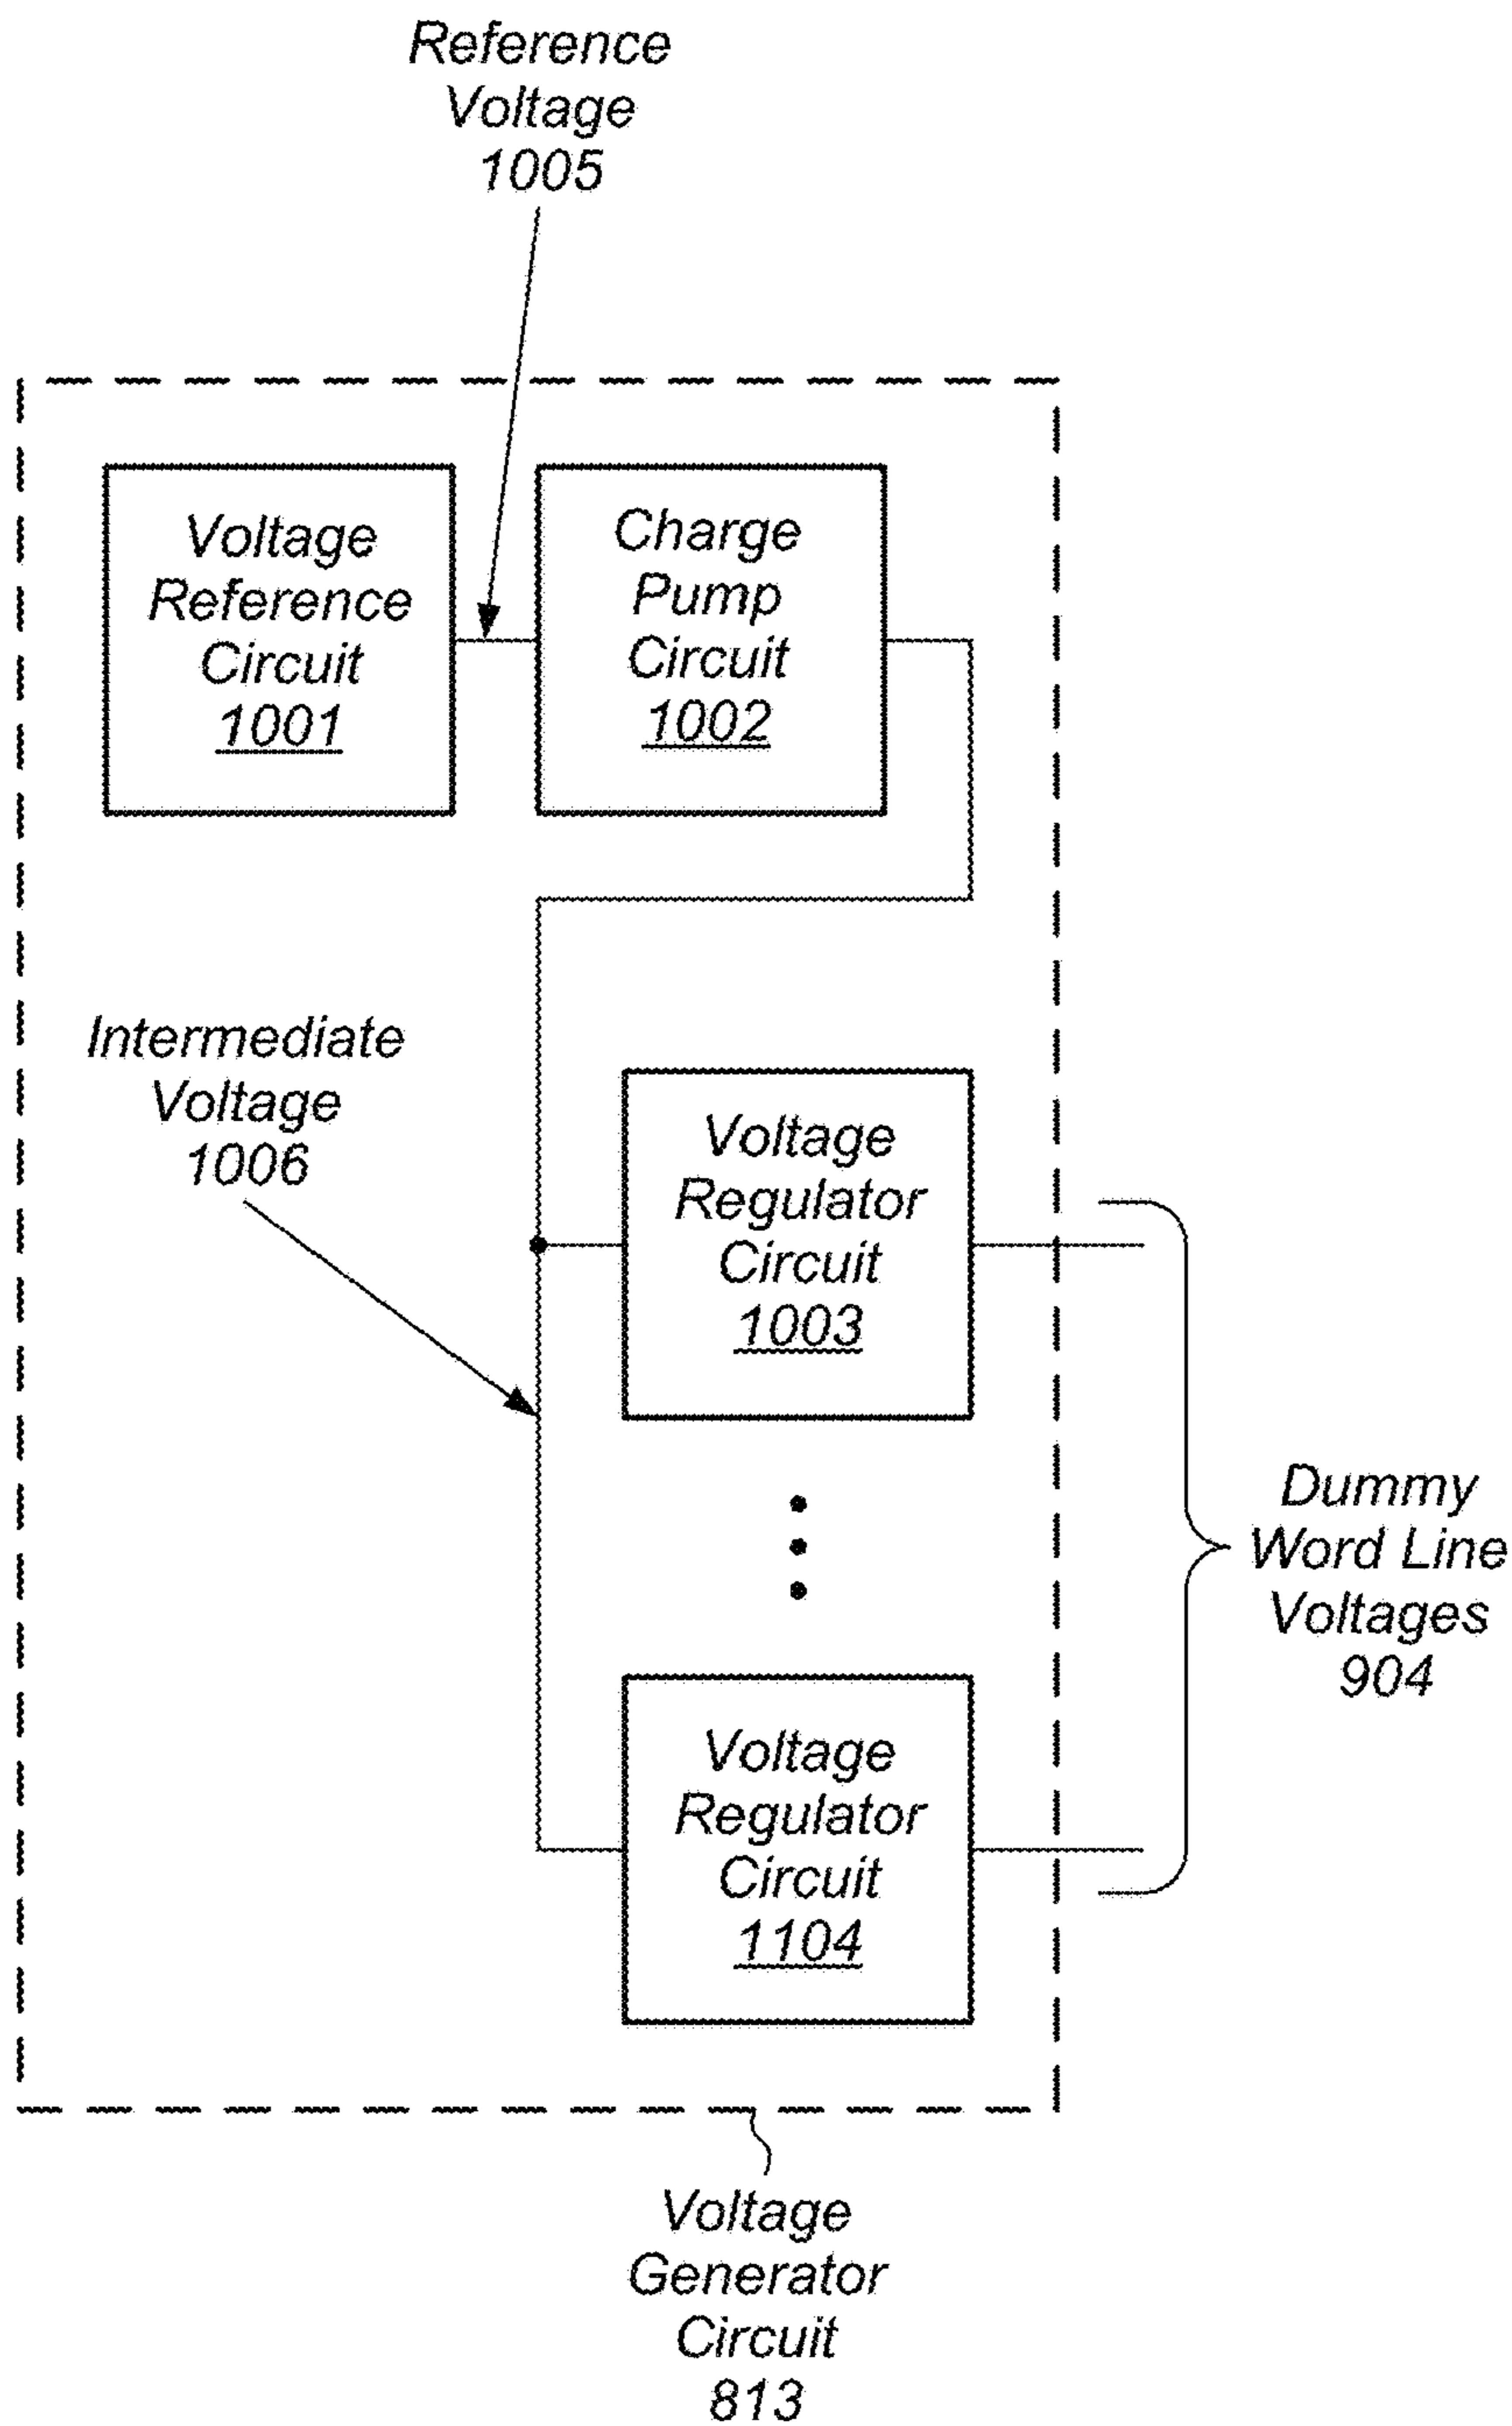 Reference
Voltage
1005
Voltage
Reference
Circuit
1001
Charge
Pump
Circuit
1002
Intermediate
Voltage
1006
Voltage
Regulator
Circuit
1003
Dummy
Word Line
Voltages
904
Voltage
Regulator
Circuit
1104
Voltage
Generator
Circuit
813